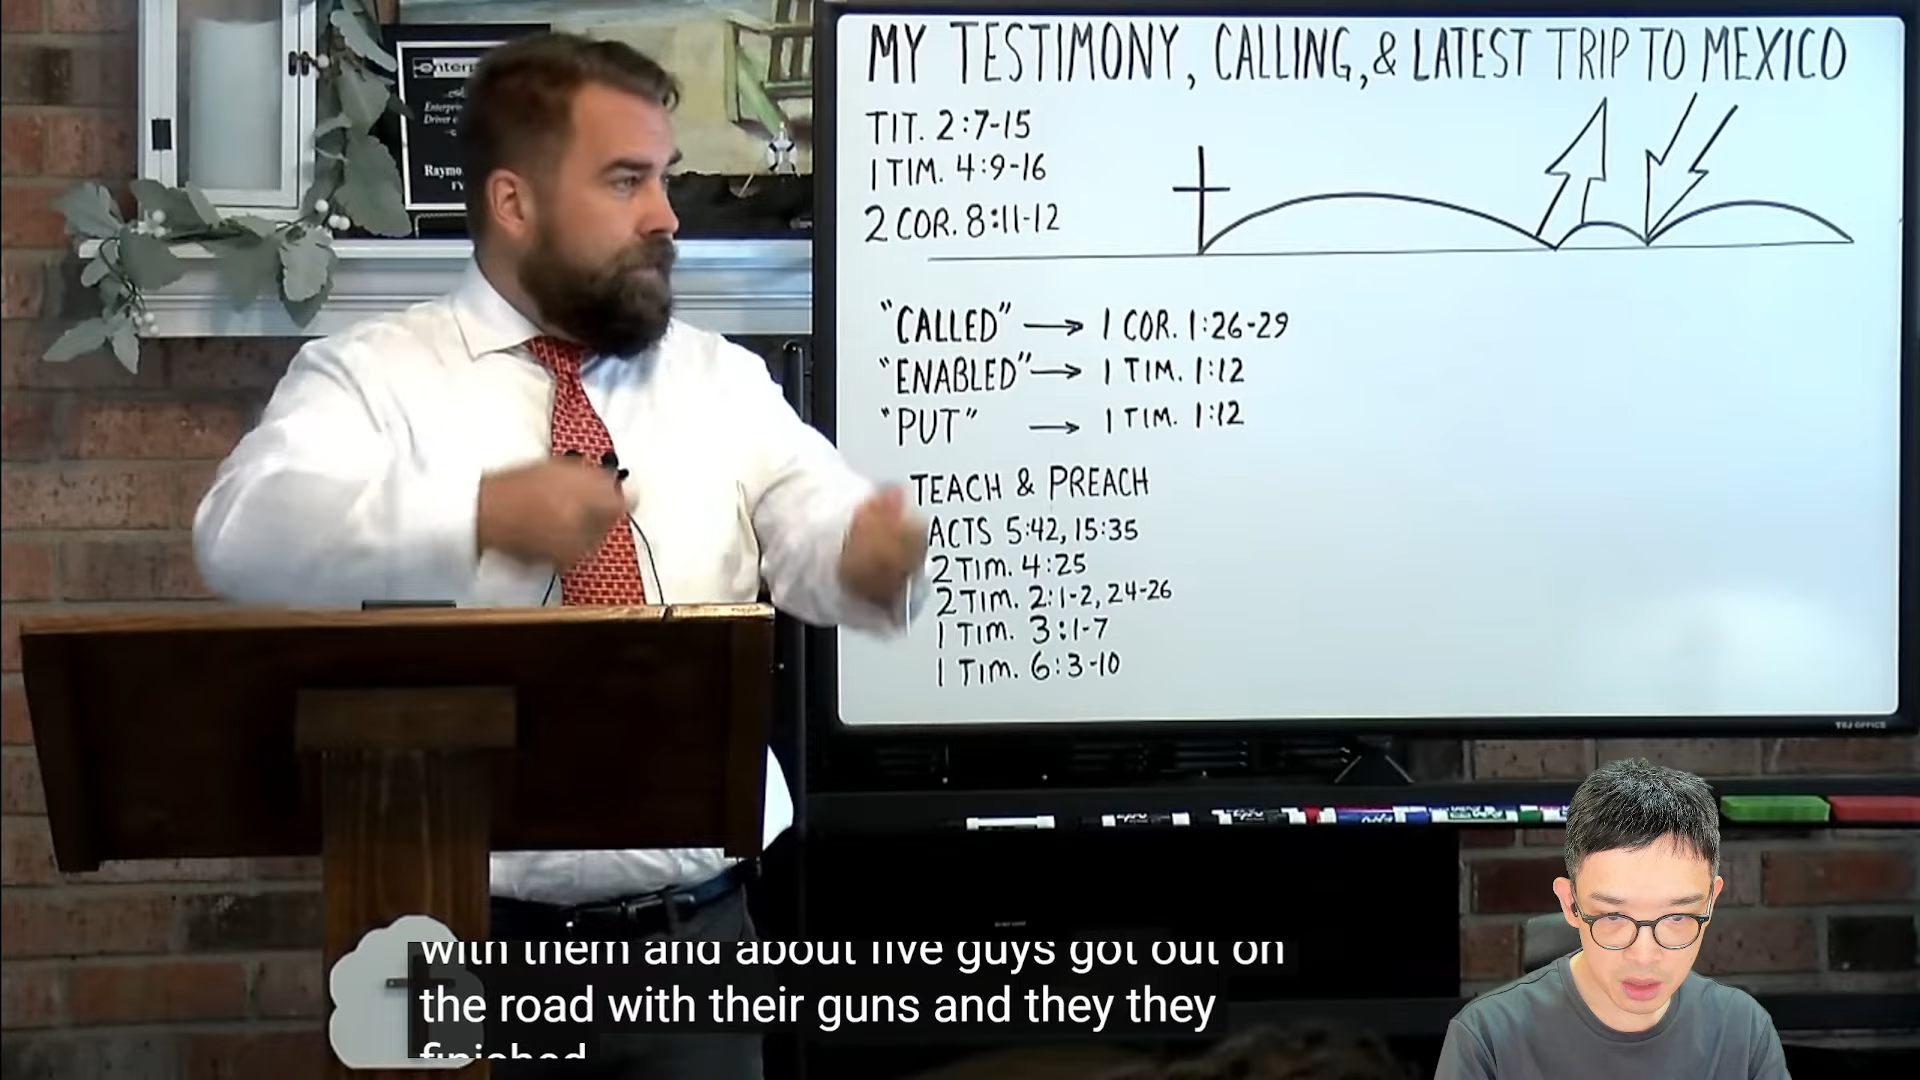 MY TESTIMONY, CALLING, & LATEST TRIP TO MEXICO
TIT. 2:7-15
1 TIM. 4:9-16
2 COR. 8:11-12
"CALLED" → 1 COR. 1:26-29
"ENABLED" → 1 TIM. 1:12
"PUT" → 1 TIM. 1:12
TEACH & PREACH
ACTS 5:42, 15:35
2 TIM. 4:25
2 TIM. 2:1-2, 24-26
1 TIM. 3:1-7
1 TIM. 6:3-10
with them and about five guys got out on
the road with their guns and they they
finished